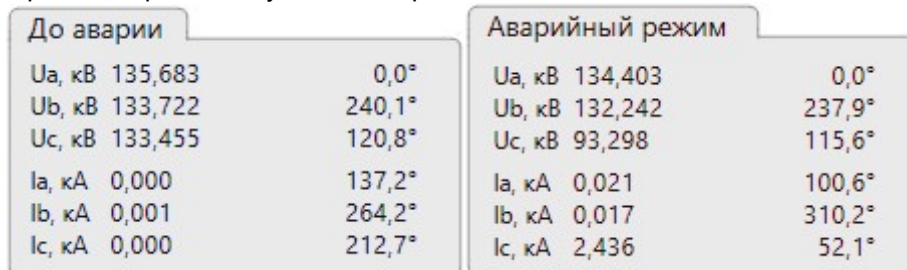 До аварии
Ua, кВ 135,683 0,0°
Ub, кВ 133,722 240,1°
Uc, кВ 133,455 120,8°
Ia, кА 0,000 137,2°
Ib, кА 0,001 264,2°
Ic, кА 0,000 212,7°
Аварийный режим
Ua, кВ 134,403 0,0°
Ub, кВ 132,242 237,9°
Uc, кВ 93,298 115,6°
Ia, кА 0,021 100,6°
Ib, кА 0,017 310,2°
Ic, кА 2,436 52,1°